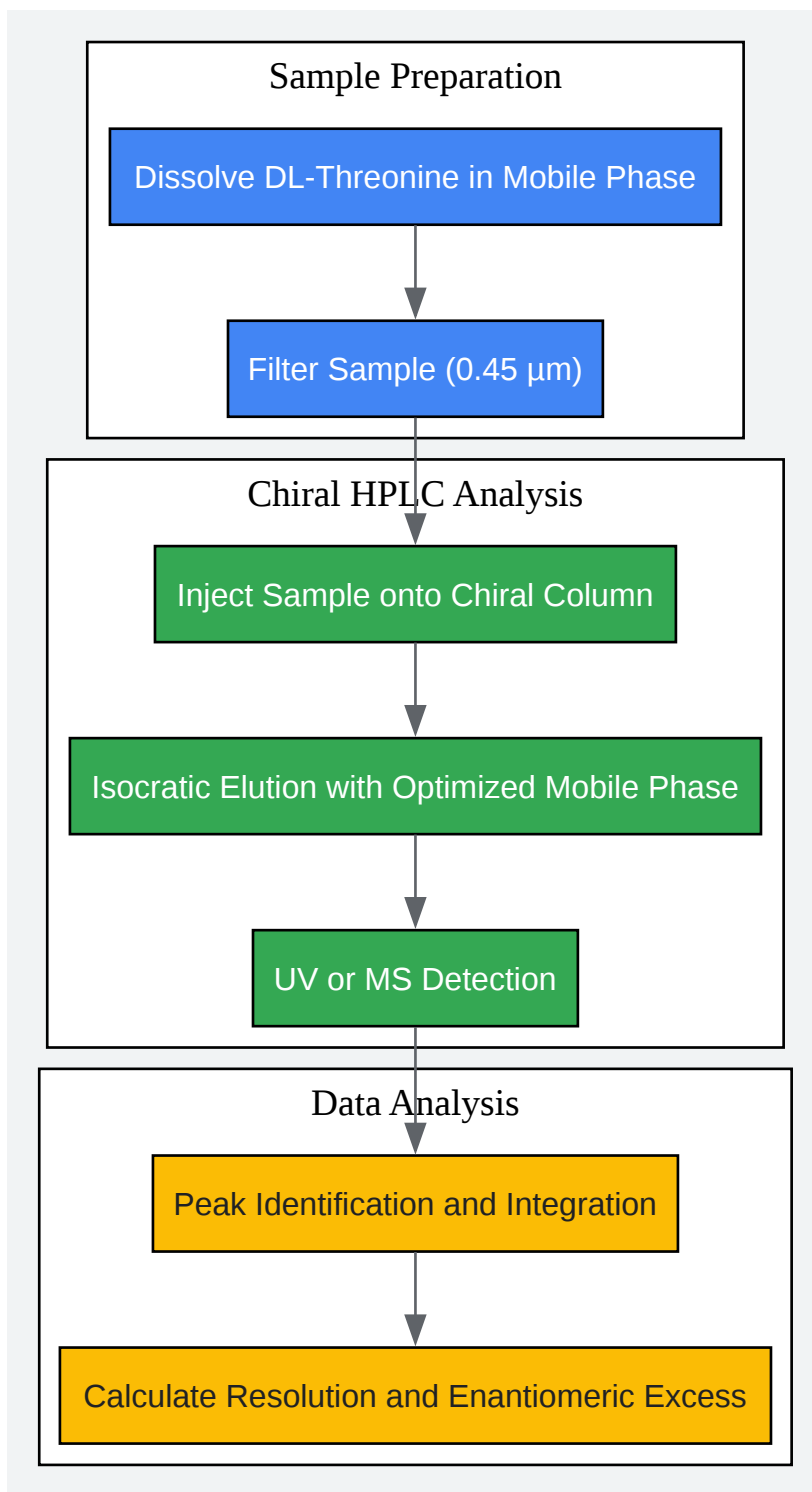 Sample Preparation
Dissolve DL-Threonine in Mobile Phase
Filter Sample (0.45 µm)
Chiral HPLC Analysis
Inject Sample onto Chiral Column
Isocratic Elution with Optimized Mobile Phase
UV or MS Detection
Data Analysis
Peak Identification and Integration
Calculate Resolution and Enantiomeric Excess